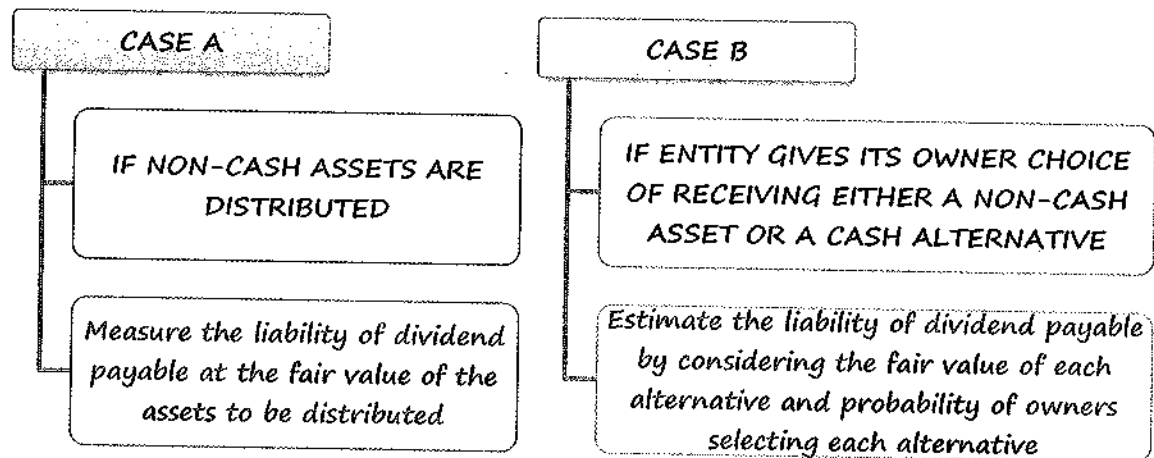 CASE A
IF NON-CASH ASSETS ARE
DISTRIBUTED
Measure the liability of dividend
payable at the fair value of the
assets to be distributed
CASE B
IF ENTITY GIVES ITS OWNER CHOICE
OF RECEIVING EITHER A NON-CASH
ASSET OR A CASH ALTERNATIVE
Estimate the liability of dividend payable
by considering the fair value of each
alternative and probability of owners
selecting each alternative